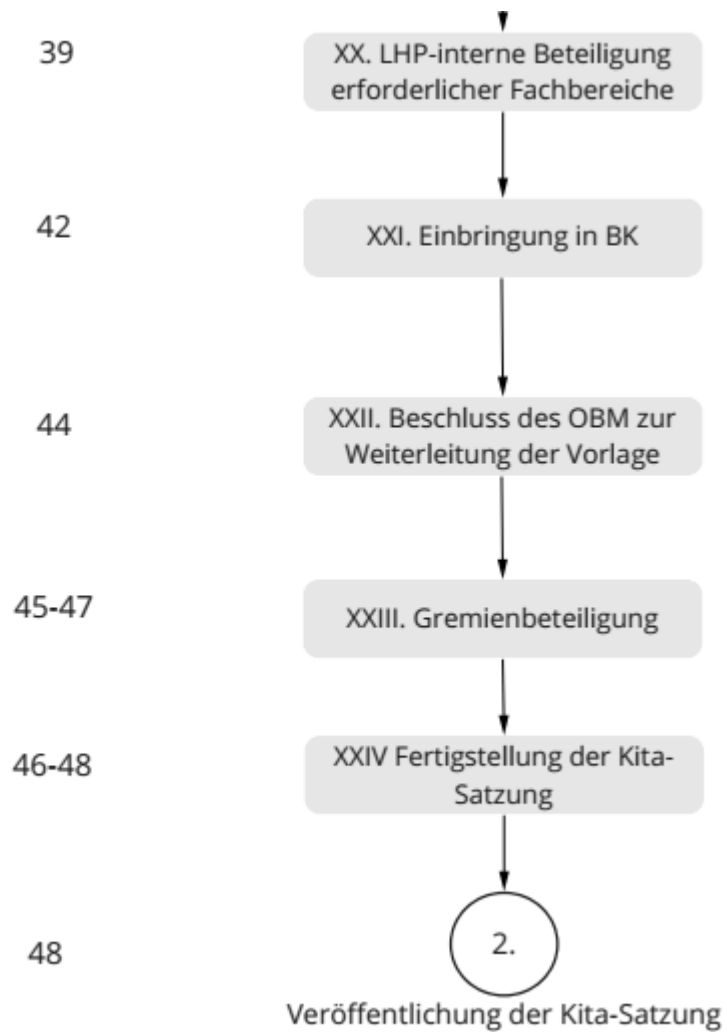 39
XX. LHP-interne Beteiligung
erforderlicher Fachbereiche
42
XXI. Einbringung in BK
44
XXII. Beschluss des OBM zur
Weiterleitung der Vorlage
45-47
XXIII. Gremienbeteiligung
46-48
XXIV Fertigstellung der Kita-
Satzung
48
2.
Veröffentlichung der Kita-Satzung